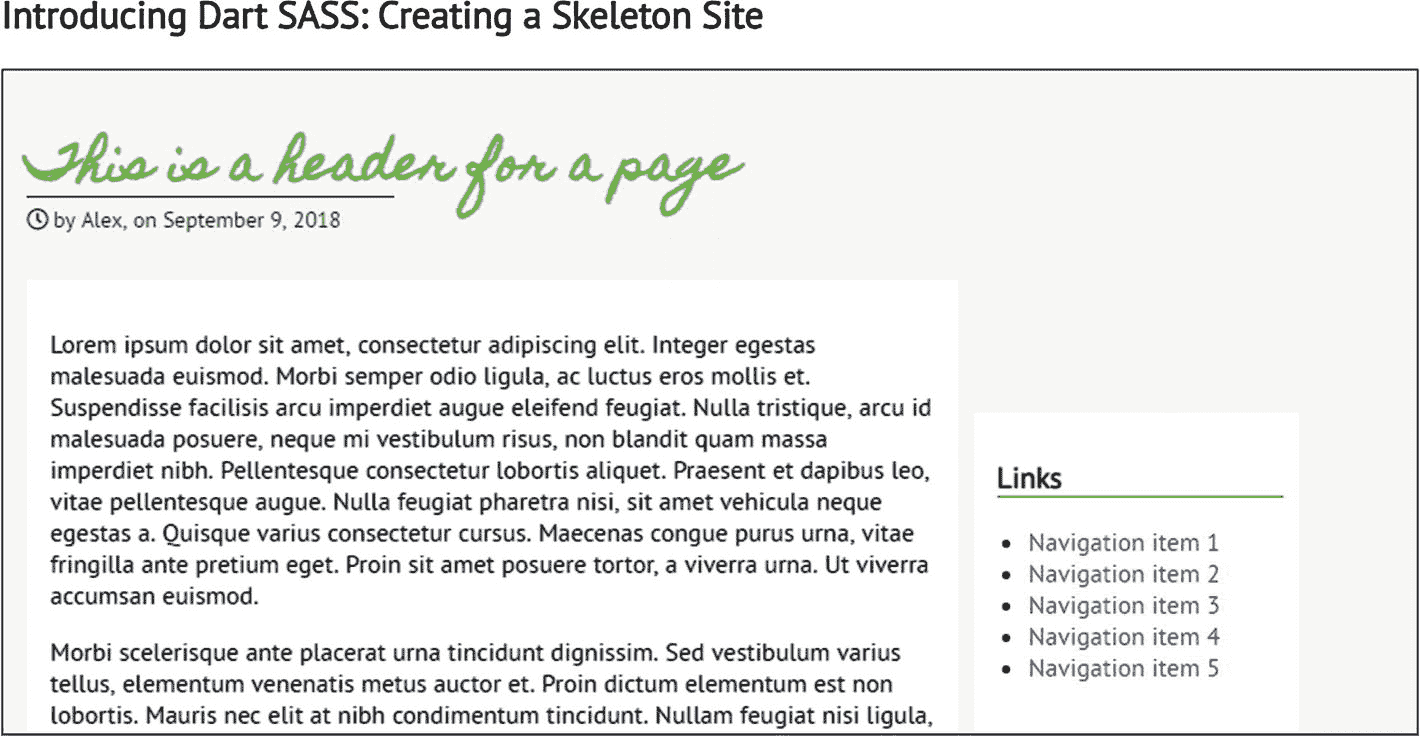 Introducing Dart SASS: Creating a Skeleton Site
This is a header for a page
by Alex, on September 9, 2018
Lorem ipsum dolor sit amet, consectetur adipiscing elit. Integer egestas
malesuada euismod. Morbi semper odio ligula, ac luctus eros mollis et.
Suspendisse facilisis arcu imperdiet augue eleifend feugiat. Nulla tristique, arcu id
malesuada posuere, neque mi vestibulum risus, non blandit quam massa
imperdiet nibh. Pellentesque consectetur lobortis aliquet. Praesent et dapibus leo,
vitae pellentesque augue. Nulla feugiat pharetra nisi, sit amet vehicula neque
egestas a. Quisque varius consectetur cursus. Maecenas congue purus urna, vitae
fringilla ante pretium eget. Proin sit amet posuere tortor, a viverra urna. Ut viverra
accumsan euismod.
Morbi scelerisque ante placerat urna tincidunt dignissim. Sed vestibulum varius
tellus, elementum venenatis metus auctor et. Proin dictum elementum est non
lobortis. Mauris nec elit at nibh condimentum tincidunt. Nullam feugiat nisi ligula,
Links
• Navigation item 1
• Navigation item 2
• Navigation item 3
• Navigation item 4
• Navigation item 5